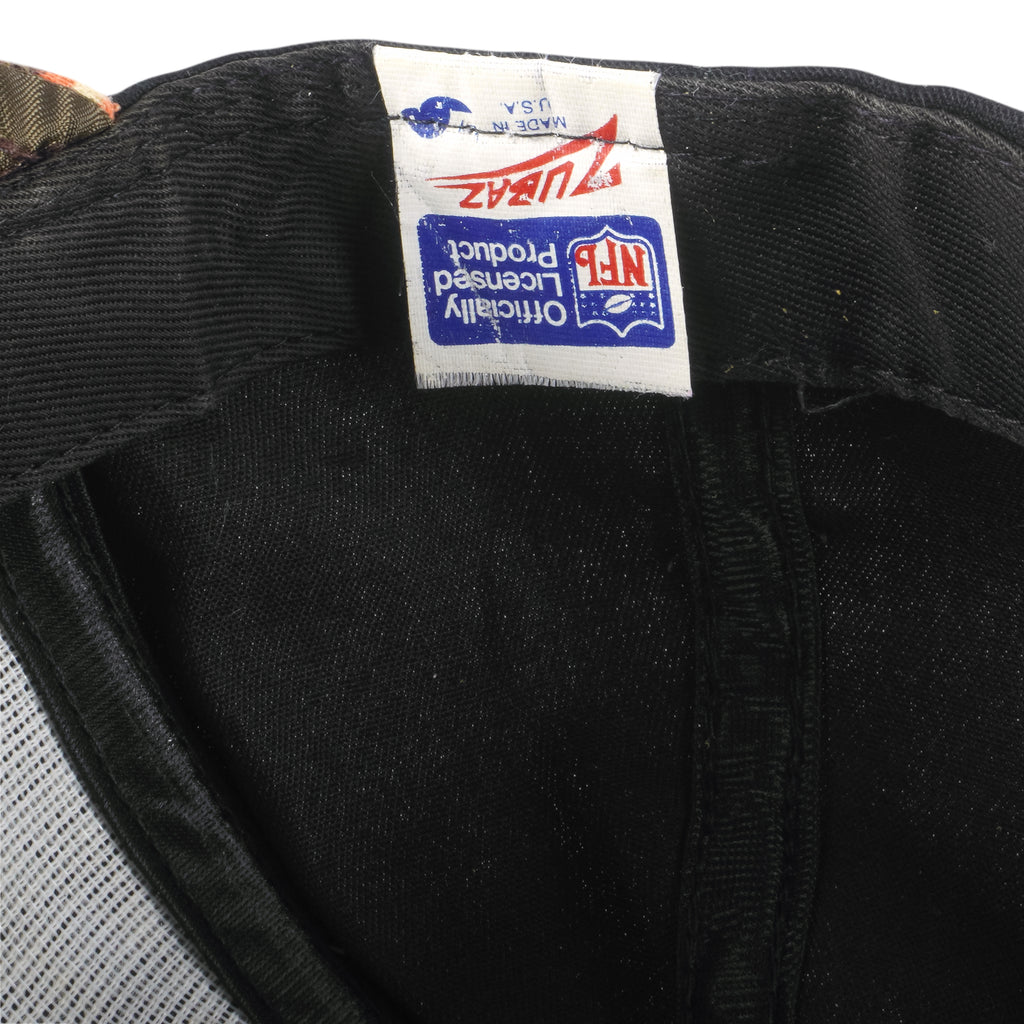 NFL
Officially
Licensed
Product
ZUBAZ
MADE IN
U.S.A.